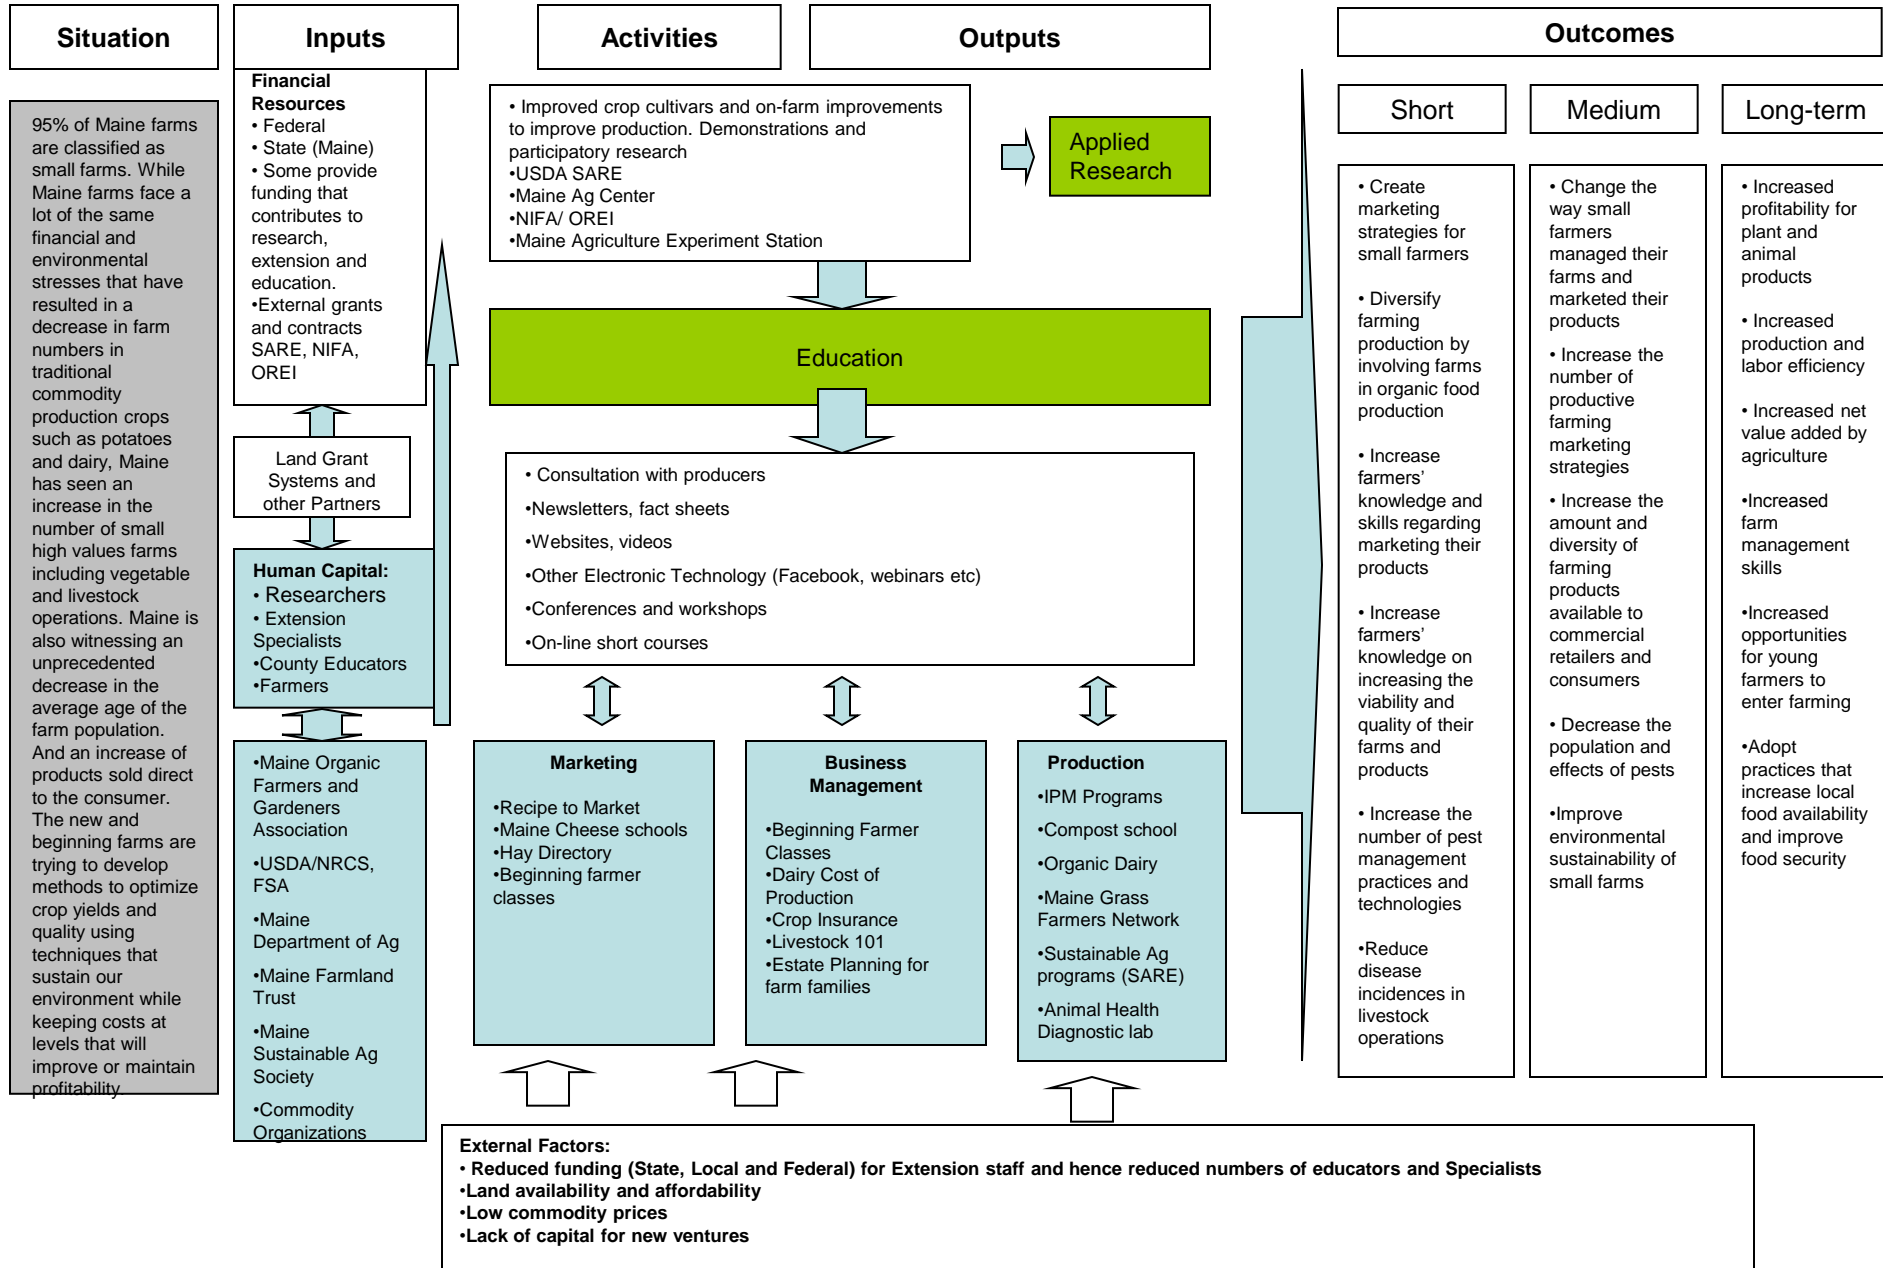 Situation
Inputs
Activities
Outputs
Outcomes
95% of Maine farms
are classified as
small farms. While
Maine farms face a
lot of the same
financial and
environmental
stresses that have
resulted in a
decrease in farm
numbers in
traditional
commodity
production crops
such as potatoes
and dairy, Maine
has seen an
increase in the
number of small
high values farms
including vegetable
and livestock
operations. Maine is
also witnessing an
unprecedented
decrease in the
average age of the
farm population.
And an increase of
products sold direct
to the consumer.
The new and
beginning farms are
trying to develop
methods to optimize
crop yields and
quality using
techniques that
sustain our
environment while
keeping costs at
levels that will
improve or maintain
profitability.
Financial
Resources
• Federal
• State (Maine)
• Some provide
funding that
contributes to
research,
extension and
education.
•External grants
and contracts
SARE, NIFA,
OREI
Land Grant
Systems and
other Partners
Human Capital:
• Researchers
• Extension
Specialists
•County Educators
•Farmers
•Maine Organic
Farmers and
Gardeners
Association
•USDA/NRCS,
FSA
•Maine
Department of Ag
•Maine Farmland
Trust
•Maine
Sustainable Ag
Society
•Commodity
Organizations
• Improved crop cultivars and on-farm improvements
to improve production. Demonstrations and
participatory research
•USDA SARE
•Maine Ag Center
•NIFA/ OREI
•Maine Agriculture Experiment Station
Applied
Research
Education
• Consultation with producers
•Newsletters, fact sheets
•Websites, videos
•Other Electronic Technology (Facebook, webinars etc)
•Conferences and workshops
•On-line short courses
Marketing
•Recipe to Market
•Maine Cheese schools
•Hay Directory
•Beginning farmer
classes
Business
Management
•Beginning Farmer
Classes
•Dairy Cost of
Production
•Crop Insurance
•Livestock 101
•Estate Planning for
farm families
Production
•IPM Programs
•Compost school
•Organic Dairy
•Maine Grass
Farmers Network
•Sustainable Ag
programs (SARE)
•Animal Health
Diagnostic lab
External Factors:
• Reduced funding (State, Local and Federal) for Extension staff and hence reduced numbers of educators and Specialists
•Land availability and affordability
•Low commodity prices
•Lack of capital for new ventures
Short
• Create
marketing
strategies for
small farmers
• Diversify
farming
production by
involving farms
in organic food
production
• Increase
farmers’
knowledge and
skills regarding
marketing their
products
• Increase
farmers’
knowledge on
increasing the
viability and
quality of their
farms and
products
• Increase the
number of pest
management
practices and
technologies
•Reduce
disease
incidences in
livestock
operations
Medium
• Change the
way small
farmers
managed their
farms and
marketed their
products
• Increase the
number of
productive
farming
marketing
strategies
• Increase the
amount and
diversity of
farming
products
available to
commercial
retailers and
consumers
• Decrease the
population and
effects of pests
•Improve
environmental
sustainability of
small farms
Long-term
• Increased
profitability for
plant and
animal
products
• Increased
production and
labor efficiency
• Increased net
value added by
agriculture
•Increased
farm
management
skills
•Increased
opportunities
for young
farmers to
enter farming
•Adopt
practices that
increase local
food availability
and improve
food security